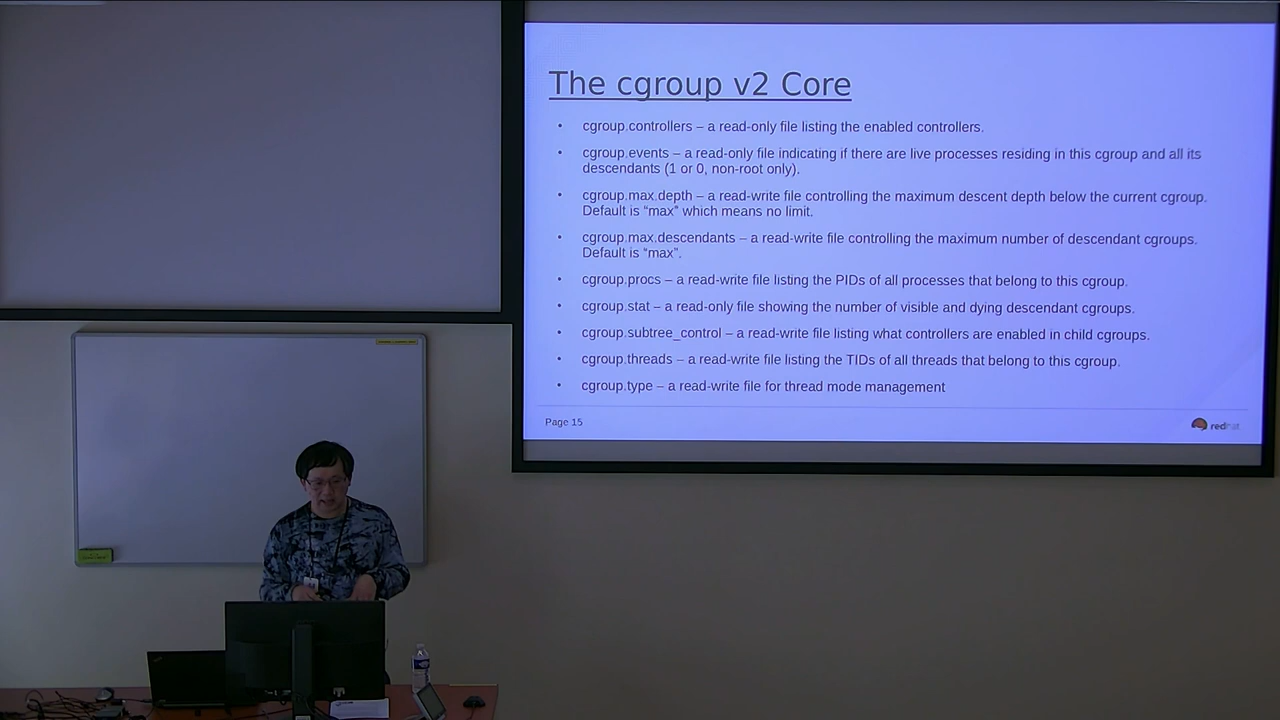 The cgroup v2 Core
• cgroup.controllers – a read-only file listing the enabled controllers.
• cgroup.events – a read-only file indicating if there are live processes residing in this cgroup and all its
descendants (1 or 0, non-root only).
• cgroup.max.depth – a read-write file controlling the maximum descent depth below the current cgroup.
Default is “max” which means no limit.
• cgroup.max.descendants – a read-write file controlling the maximum number of descendant cgroups.
Default is “max”.
• cgroup.procs – a read-write file listing the PIDs of all processes that belong to this cgroup.
• cgroup.stat – a read-only file showing the number of visible and dying descendant cgroups.
• cgroup.subtree_control – a read-write file listing what controllers are enabled in child cgroups.
• cgroup.threads – a read-write file listing the TIDs of all threads that belong to this cgroup.
• cgroup.type – a read-write file for thread mode management
Page 15
redhat